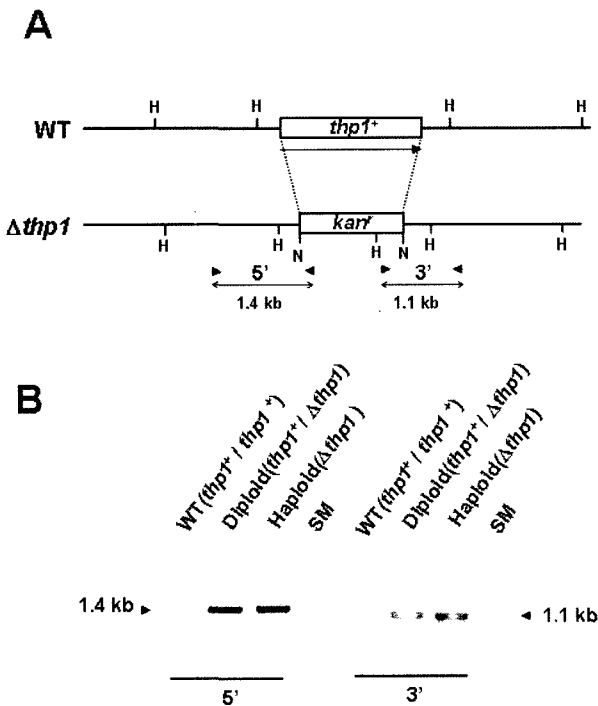 A
H H H H
WT thp1+
Δthp1 kanʳ
H H H H H
N N
5' 3'
1.4 kb 1.1 kb
B
WT (thp1+ / thp1 +)
Diploid(thp1+ / Δthp1)
Haploid(Δthp1 )
SM
WT (thp1+ / thp1 +)
Diploid(thp1+ / Δthp1)
Haploid(Δthp1)
SM
1.4 kb 1.1 kb
5' 3'